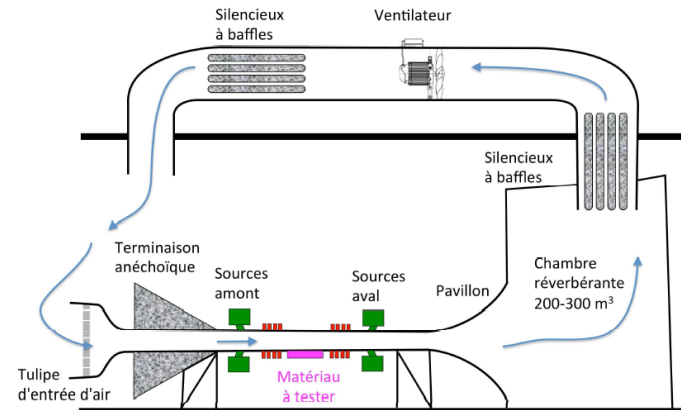 Silencieux
à baffles
Ventilateur
Silencieux
à baffles
Terminaison
anéchoïque
Sources
amont
Sources
aval
Pavillon
Chambre
réverbérante
200-300 m³
Tulipe
d'entrée d'air
Matériau
à tester